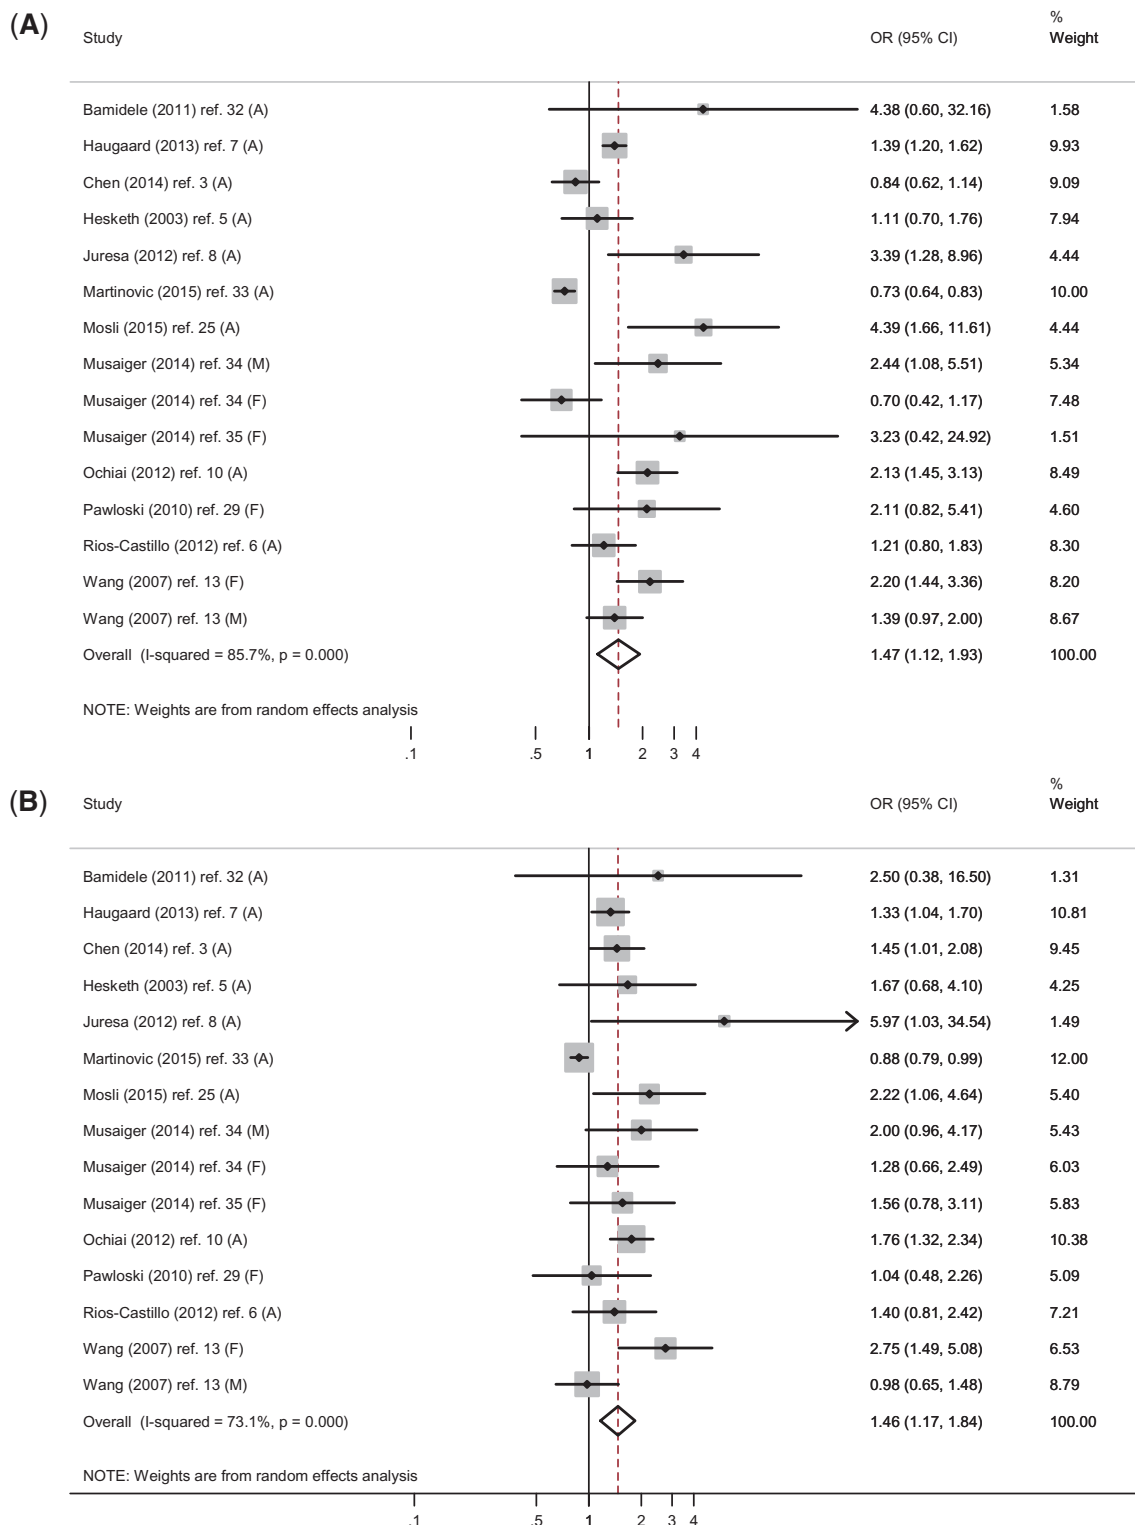 (A)
%
Study OR (95% CI) Weight
Bamidele (2011) ref. 32 (A) 4.38 (0.60, 32.16) 1.58
Haugaard (2013) ref. 7 (A) 1.39 (1.20, 1.62) 9.93
Chen (2014) ref. 3 (A) 0.84 (0.62, 1.14) 9.09
Hesketh (2003) ref. 5 (A) 1.11 (0.70, 1.76) 7.94
Juresa (2012) ref. 8 (A) 3.39 (1.28, 8.96) 4.44
Martinovic (2015) ref. 33 (A) 0.73 (0.64, 0.83) 10.00
Mosli (2015) ref. 25 (A) 4.39 (1.66, 11.61) 4.44
Musaiger (2014) ref. 34 (M) 2.44 (1.08, 5.51) 5.34
Musaiger (2014) ref. 34 (F) 0.70 (0.42, 1.17) 7.48
Musaiger (2014) ref. 35 (F) 3.23 (0.42, 24.92) 1.51
Ochiai (2012) ref. 10 (A) 2.13 (1.45, 3.13) 8.49
Pawloski (2010) ref. 29 (F) 2.11 (0.82, 5.41) 4.60
Rios-Castillo (2012) ref. 6 (A) 1.21 (0.80, 1.83) 8.30
Wang (2007) ref. 13 (F) 2.20 (1.44, 3.36) 8.20
Wang (2007) ref. 13 (M) 1.39 (0.97, 2.00) 8.67
Overall (I-squared = 85.7%, p = 0.000) 1.47 (1.12, 1.93) 100.00
NOTE: Weights are from random effects analysis
.1 .5 1 2 3 4
(B)
%
Study OR (95% CI) Weight
Bamidele (2011) ref. 32 (A) 2.50 (0.38, 16.50) 1.31
Haugaard (2013) ref. 7 (A) 1.33 (1.04, 1.70) 10.81
Chen (2014) ref. 3 (A) 1.45 (1.01, 2.08) 9.45
Hesketh (2003) ref. 5 (A) 1.67 (0.68, 4.10) 4.25
Juresa (2012) ref. 8 (A) 5.97 (1.03, 34.54) 1.49
Martinovic (2015) ref. 33 (A) 0.88 (0.79, 0.99) 12.00
Mosli (2015) ref. 25 (A) 2.22 (1.06, 4.64) 5.40
Musaiger (2014) ref. 34 (M) 2.00 (0.96, 4.17) 5.43
Musaiger (2014) ref. 34 (F) 1.28 (0.66, 2.49) 6.03
Musaiger (2014) ref. 35 (F) 1.56 (0.78, 3.11) 5.83
Ochiai (2012) ref. 10 (A) 1.76 (1.32, 2.34) 10.38
Pawloski (2010) ref. 29 (F) 1.04 (0.48, 2.26) 5.09
Rios-Castillo (2012) ref. 6 (A) 1.40 (0.81, 2.42) 7.21
Wang (2007) ref. 13 (F) 2.75 (1.49, 5.08) 6.53
Wang (2007) ref. 13 (M) 0.98 (0.65, 1.48) 8.79
Overall (I-squared = 73.1%, p = 0.000) 1.46 (1.17, 1.84) 100.00
NOTE: Weights are from random effects analysis
.1 .5 1 2 3 4